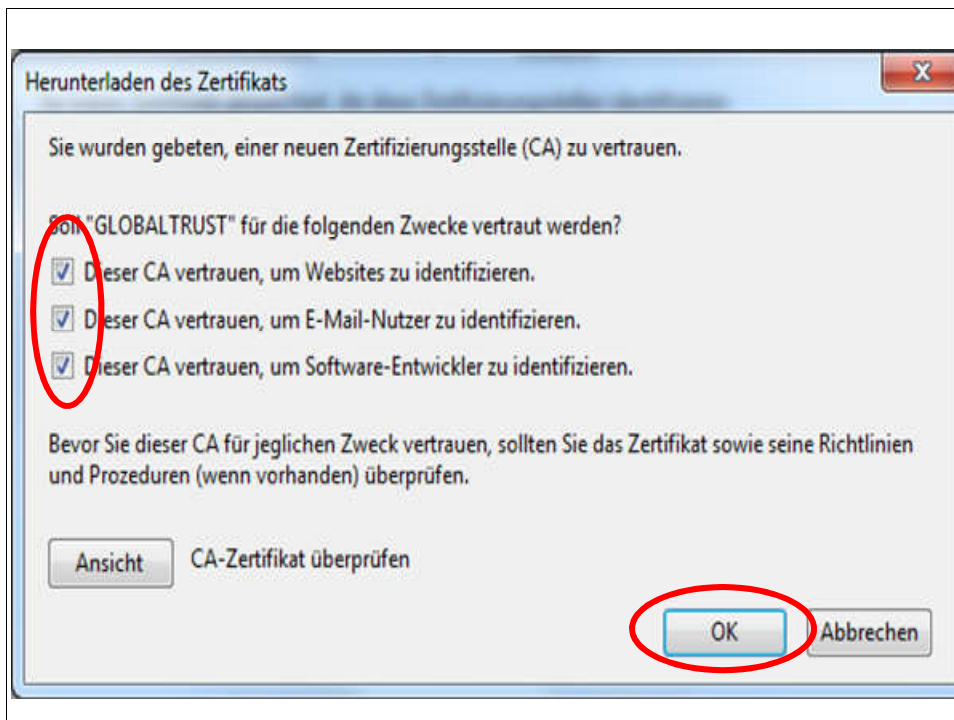 Herunterladen des Zertifikats
X
Sie wurden gebeten, einer neuen Zertifizierungsstelle (CA) zu vertrauen.
Soll "GLOBALTRUST" für die folgenden Zwecke vertraut werden?
Dieser CA vertrauen, um Websites zu identifizieren.
Dieser CA vertrauen, um E-Mail-Nutzer zu identifizieren.
Dieser CA vertrauen, um Software-Entwickler zu identifizieren.
Bevor Sie dieser CA für jeglichen Zweck vertrauen, sollten Sie das Zertifikat sowie seine Richtlinien
und Prozeduren (wenn vorhanden) überprüfen.
Ansicht CA-Zertifikat überprüfen
OK Abbrechen